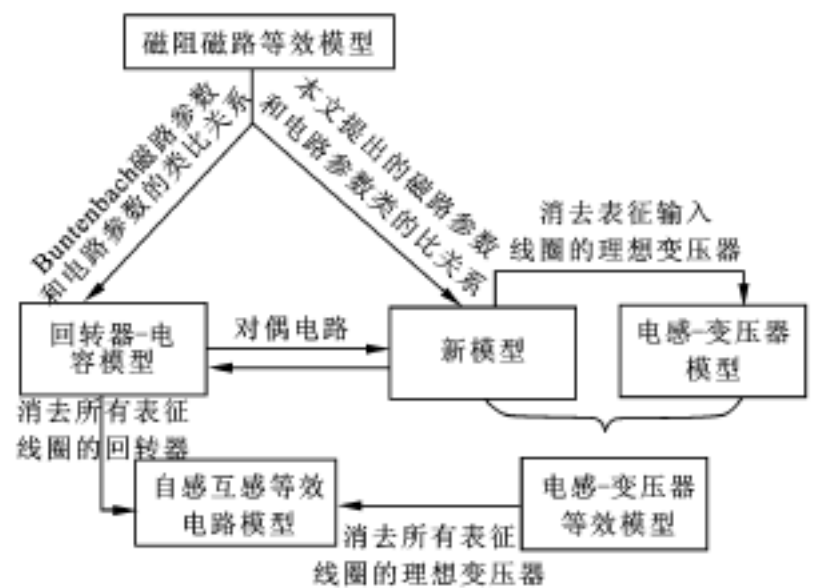 磁阻磁路等效模型
Buntenbach磁路参数
和电路参数的类比关系
本文提出的磁路参数
和电路参数类的比关系
消去表征输入
线圈的理想变压器
回转器-电
容模型
对偶电路
新模型
电感-变压器
模型
消去所有表征
线圈的回转器
自感互感等效
电路模型
消去所有表征
线圈的理想变压器
电感-变压器
等效模型